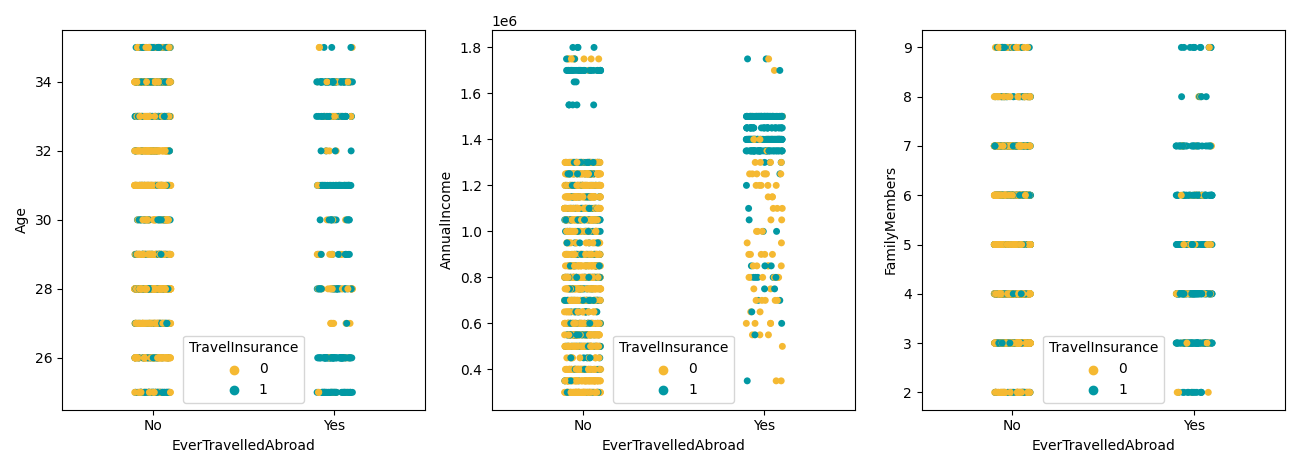 34
32
30
28
26
Age
No
Yes
EverTravelledAbroad
TravelInsurance
0
1
1e6
1.8
1.6
1.4
1.2
1.0
0.8
0.6
0.4
AnnualIncome
No
Yes
EverTravelledAbroad
TravelInsurance
0
1
9
8
7
6
5
4
3
2
FamilyMembers
No
Yes
EverTravelledAbroad
TravelInsurance
0
1